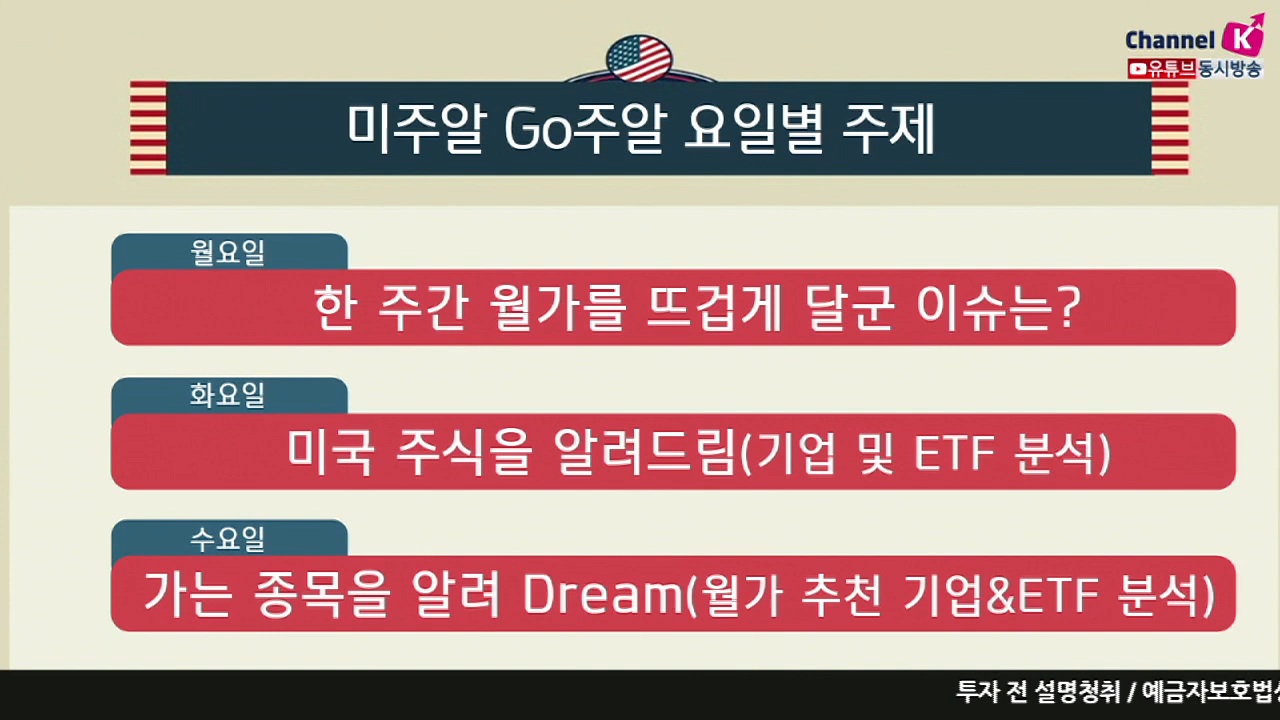 Channel K
유튜브동시방송
미주알 Go주알 요일별 주제
월요일
한 주간 월가를 뜨겁게 달군 이슈는?
화요일
미국 주식을 알려드림(기업 및 ETF 분석)
수요일
가는 종목을 알려 Dream(월가 추천 기업&ETF 분석)
투자 전 설명청취 / 예금자보호법상